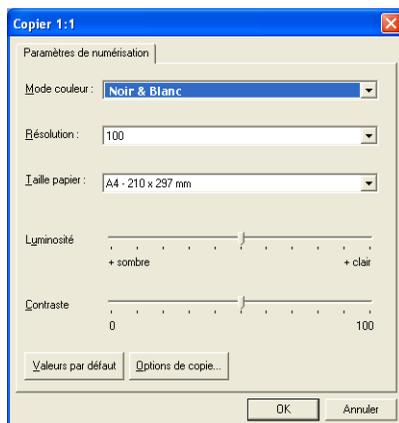 Copier 1:1
Paramètres de numérisation
Mode couleur : Noir & Blanc
Résolution : 100
Taille papier : A4 - 210 x 297 mm
Luminosité
+ sombre + clair
Contraste
0 100
Valeurs par défaut Options de copie...
OK Annuler